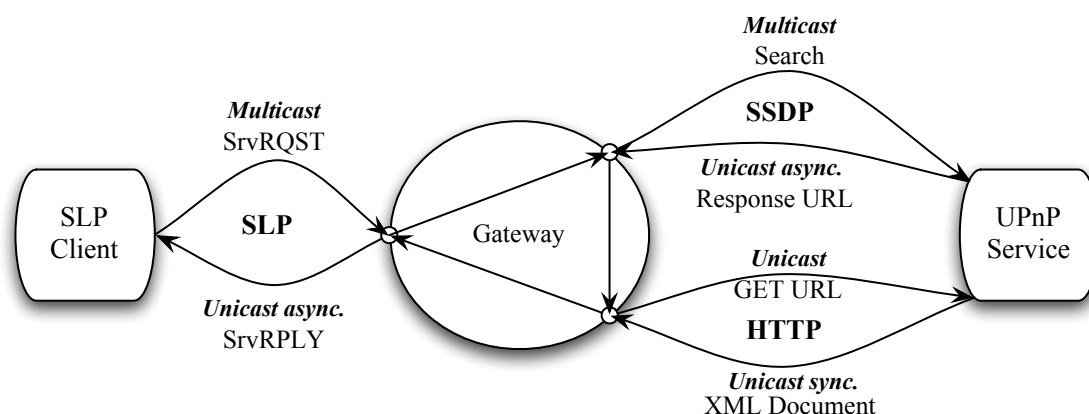 Multicast
Search
SSDP
Unicast async.
Response URL
Multicast
SrvRQST
SLP
Client
SLP
Unicast async.
SrvRPLY
Gateway
UPnP
Service
Unicast
GET URL
HTTP
Unicast sync.
XML Document